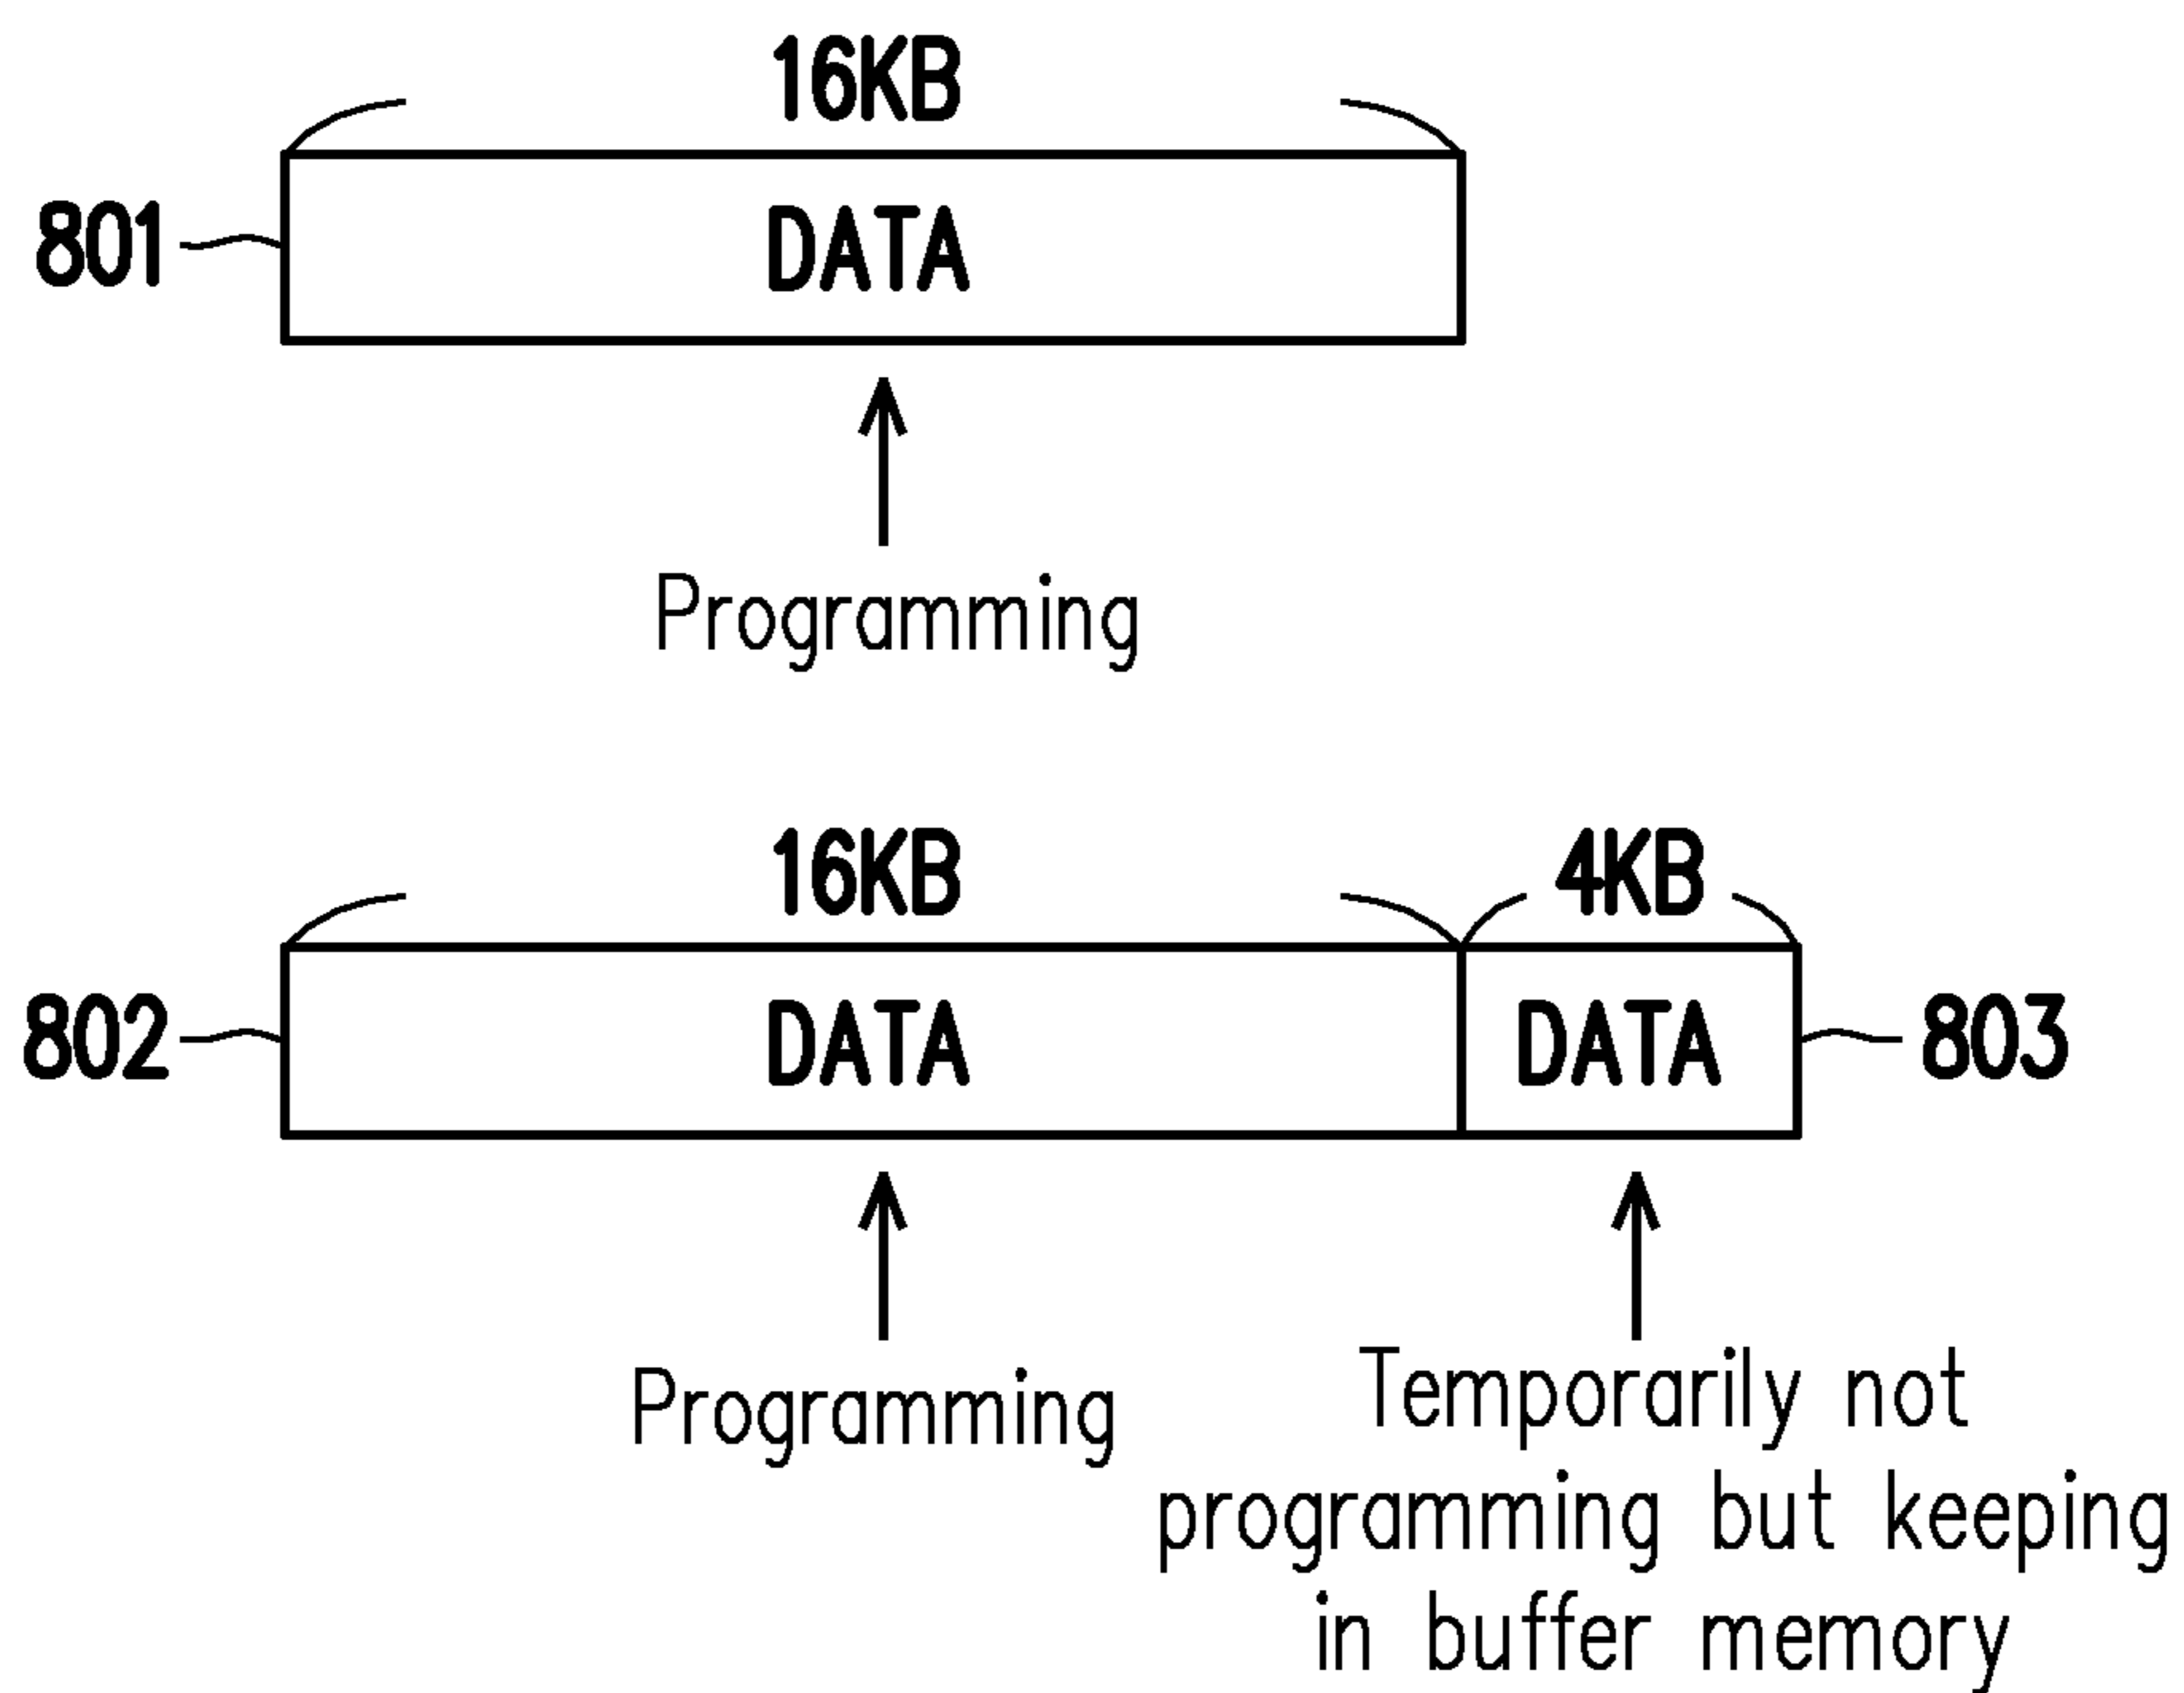 16KB
801 DATA
Programming
16KB 4KB
802 DATA DATA 803
Programming
Temporarily not
programming but keeping
in buffer memory